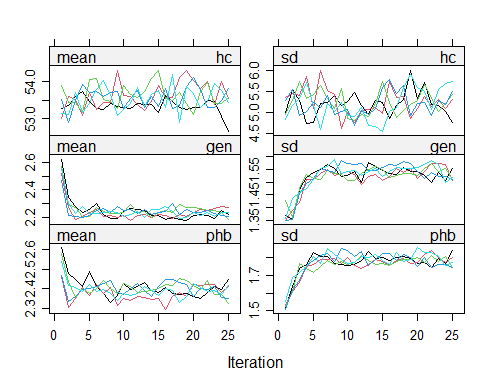 mean hc
sd hc
53.0 54.0
4.5 5.0 5.5 6.0
mean gen
sd gen
2.2 2.4 2.6
1.35 1.45 1.55
mean phb
sd phb
2.3 2.4 2.5 2.6
1.5 1.7
0 5 10 15 20 25
0 5 10 15 20 25
Iteration